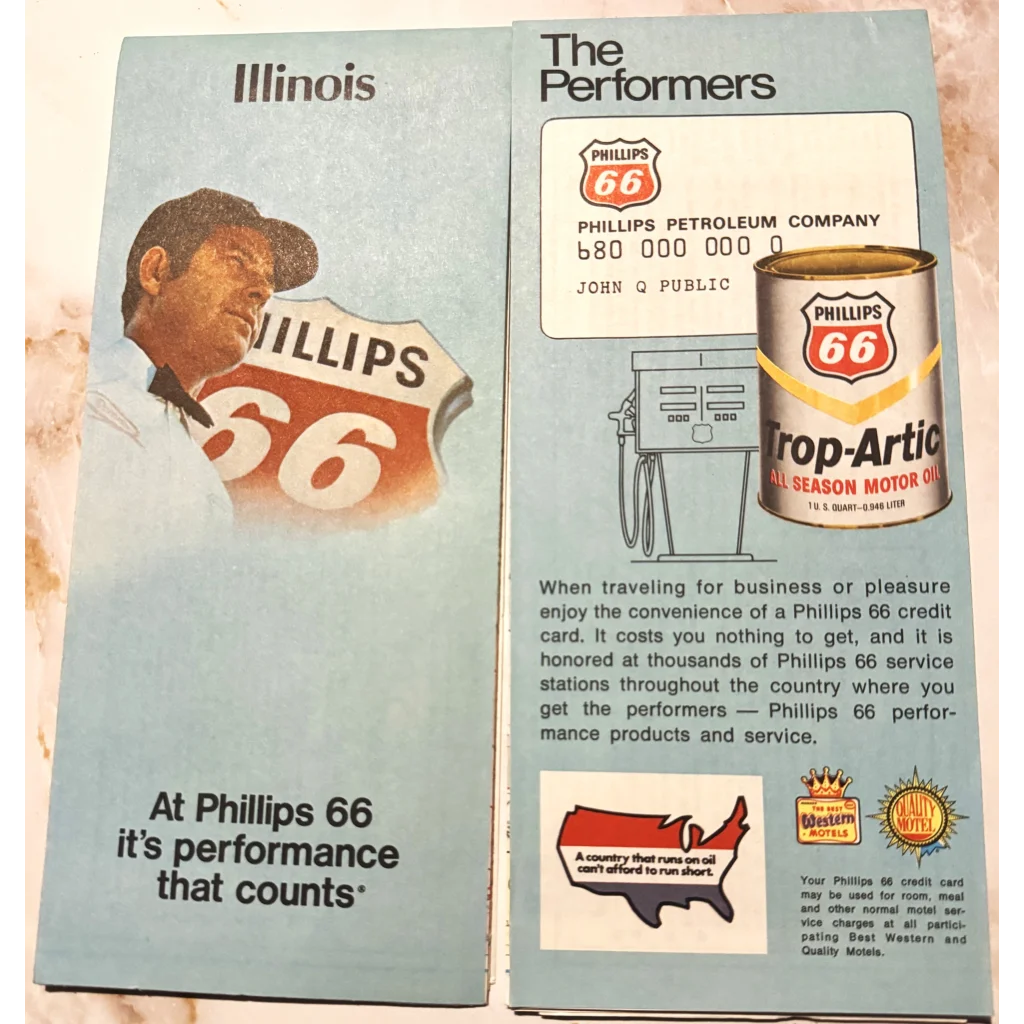 Illinois
HILLIPS
66
At Phillips 66
it's performance
that counts®
The
Performers
PHILLIPS
66
PHILLIPS PETROLEUM COMPANY
680 000 000 0
JOHN Q PUBLIC
PHILLIPS
66
Trop-Artic
ALL SEASON MOTOR OIL
1 U. S. QUART—0.946 LITER
When traveling for business or pleasure
enjoy the convenience of a Phillips 66 credit
card. It costs you nothing to get, and it is
honored at thousands of Phillips 66 service
stations throughout the country where you
get the performers — Phillips 66 perfor-
mance products and service.
A country that runs on oil
can't afford to run short.
THE BEST
Western
MOTELS
QUALITY
MOTEL
Your Phillips 66 credit card
may be used for room, meal
and other normal motel ser-
vice charges at all partici-
pating Best Western and
Quality Motels.